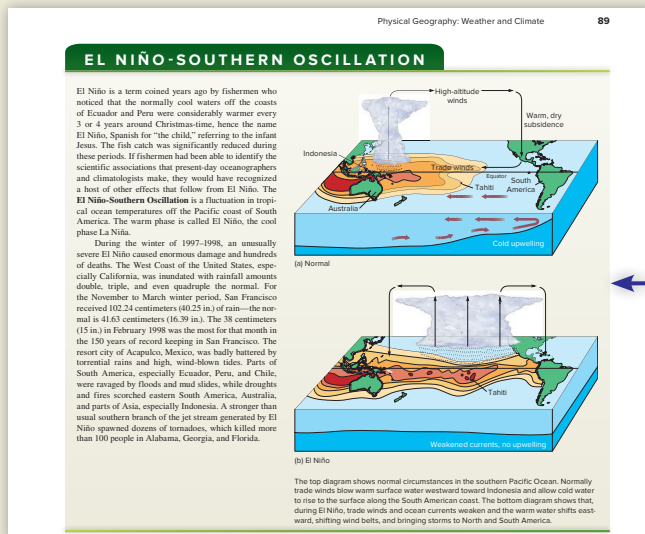 Physical Geography: Weather and Climate 89
EL NIÑO-SOUTHERN OSCILLATION
El Niño is a term coined years ago by fishermen who
noticed that the normally cool waters off the coasts
of Ecuador and Peru were considerably warmer every
3 or 4 years around Christmas-time, hence the name
El Niño, Spanish for “the child,” referring to the infant
Jesus. The fish catch was significantly reduced during
these periods. If fishermen had been able to identify the
scientific associations that present-day oceanographers
and climatologists make, they would have recognized
a host of other effects that follow from El Niño. The
El Niño-Southern Oscillation is a fluctuation in tropi-
cal ocean temperatures off the Pacific coast of South
America. The warm phase is called El Niño, the cool
phase La Niña.
During the winter of 1997–1998, an unusually
severe El Niño caused enormous damage and hundreds
of deaths. The West Coast of the United States, espe-
cially California, was inundated with rainfall amounts
double, triple, and even quadruple the normal. For
the November to March winter period, San Francisco
received 102.24 centimeters (40.25 in.) of rain—the nor-
mal is 41.63 centimeters (16.39 in.). The 38 centimeters
(15 in.) in February 1998 was the most for that month in
the 150 years of record keeping in San Francisco. The
resort city of Acapulco, Mexico, was badly battered by
torrential rains and high, wind-blown tides. Parts of
South America, especially Ecuador, Peru, and Chile,
were ravaged by floods and mud slides, while droughts
and fires scorched eastern South America, Australia,
and parts of Asia, especially Indonesia. A stronger than
usual southern branch of the jet stream generated by El
Niño spawned dozens of tornadoes, which killed more
than 100 people in Alabama, Georgia, and Florida.
High-altitude
winds
Warm, dry
subsidence
Indonesia
Trade winds
Equator
South
America
Tahiti
Australia
Cold upwelling
(a) Normal
Tahiti
Weakened currents, no upwelling
(b) El Niño
The top diagram shows normal circumstances in the southern Pacific Ocean. Normally
trade winds blow warm surface water westward toward Indonesia and allow cold water
to rise to the surface along the South American coast. The bottom diagram shows that,
during El Niño, trade winds and ocean currents weaken and the warm water shifts east-
ward, shifting wind belts, and bringing storms to North and South America.